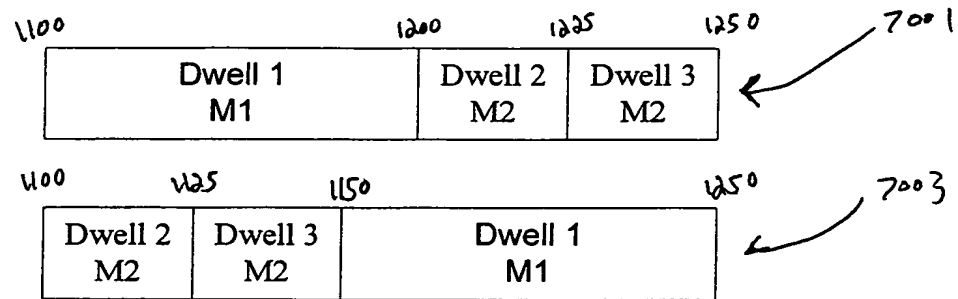 1100 1200 1225 1250 7001
Dwell 1 Dwell 2 Dwell 3
M1 M2 M2
1100 1125 1150 1250 7003
Dwell 2 Dwell 3 Dwell 1
M2 M2 M1